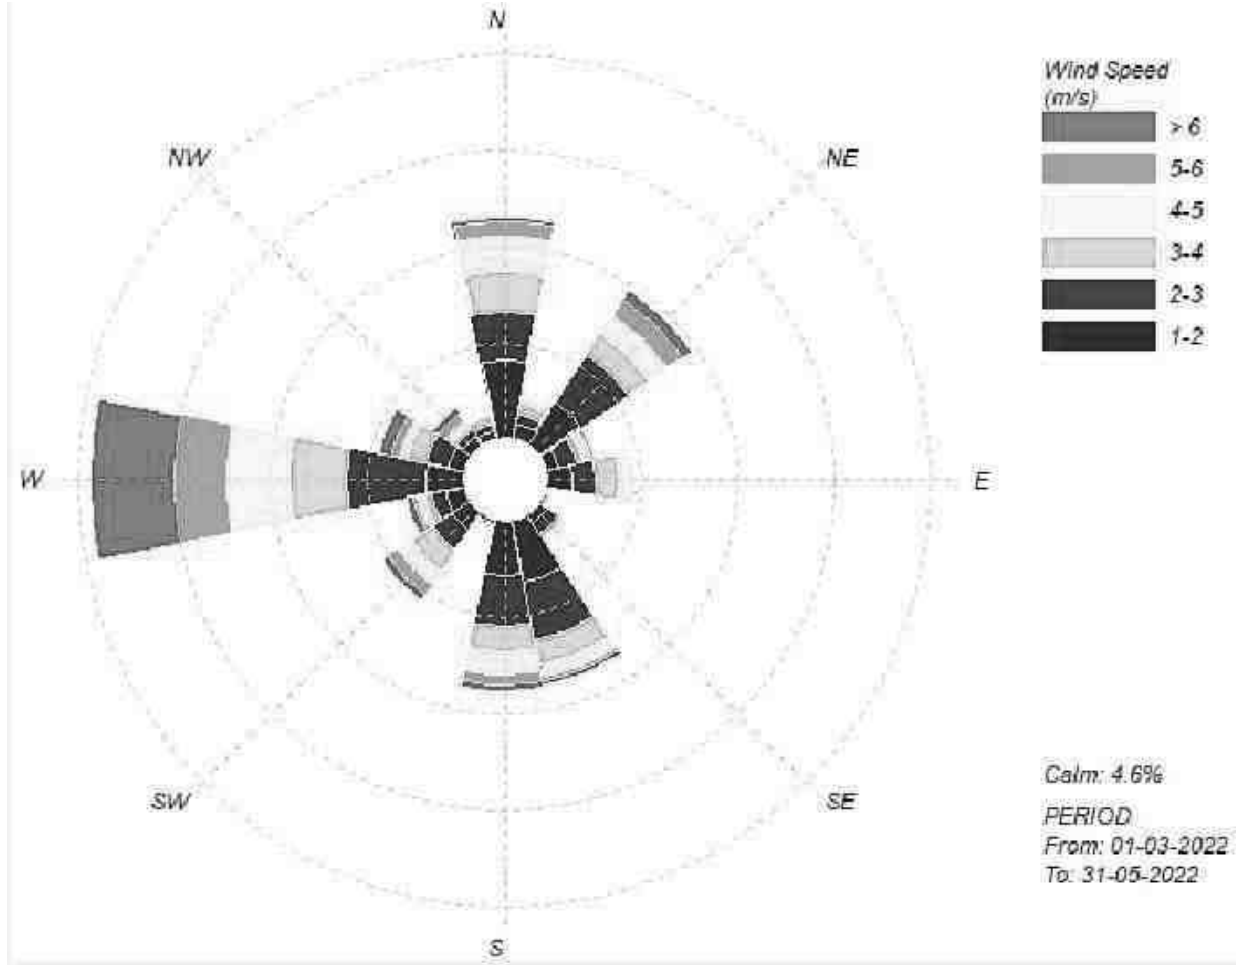 N
NW
NE
W
E
SW
SE
S
Wind Speed
(m/s)
> 6
5-6
4-5
3-4
2-3
1-2
Calm: 4.6%
PERIOD
From: 01-03-2022
To: 31-05-2022